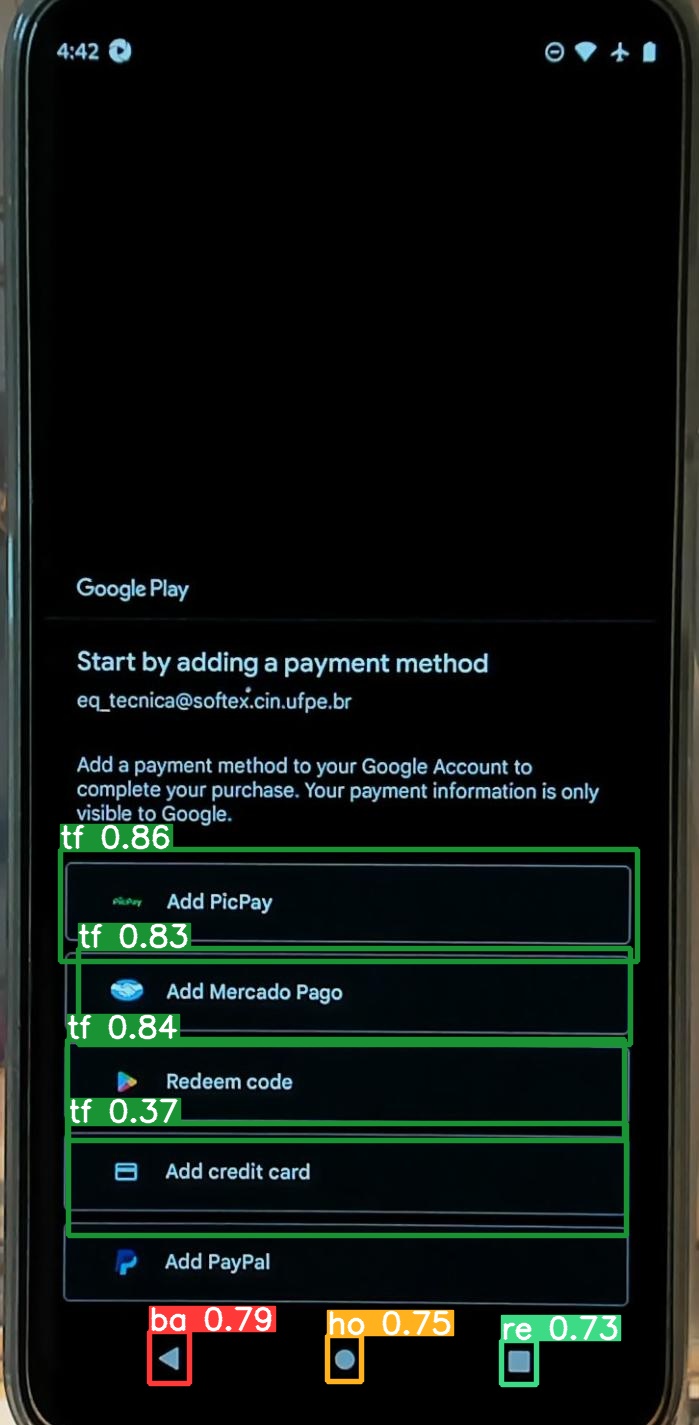 4:42
Google Play
Start by adding a payment method
eq_tecnica@softex.cin.ufpe.br
Add a payment method to your Google Account to
complete your purchase. Your payment information is only
visible to Google.
tf 0.86
PicPay Add PicPay
tf 0.83
Add Mercado Pago
tf 0.84
Redeem code
tf 0.37
Add credit card
Add PayPal
ba 0.79 ho 0.75 re 0.73